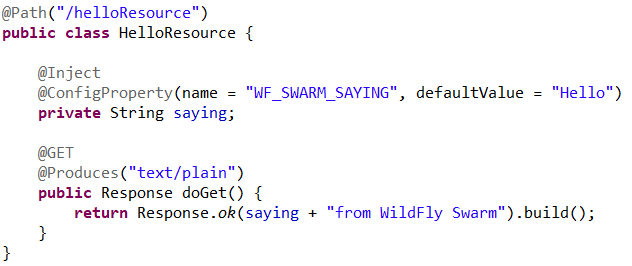 @Path("/helloResource")
public class HelloResource {
@Inject
@ConfigProperty(name = "WF_SWARM_SAYING", defaultValue = "Hello")
private String saying;
@GET
@Produces("text/plain")
public Response doGet() {
return Response.ok(saying + "from WildFly Swarm").build();
}
}